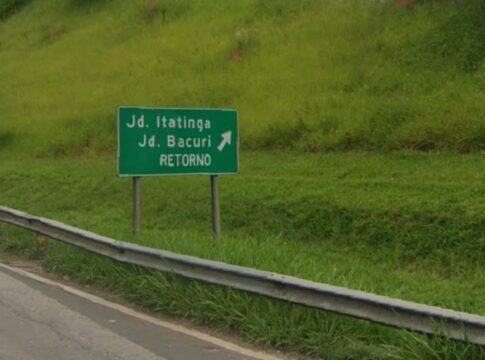 Jd. Itatinga
Jd. Bacuri
RETORNO